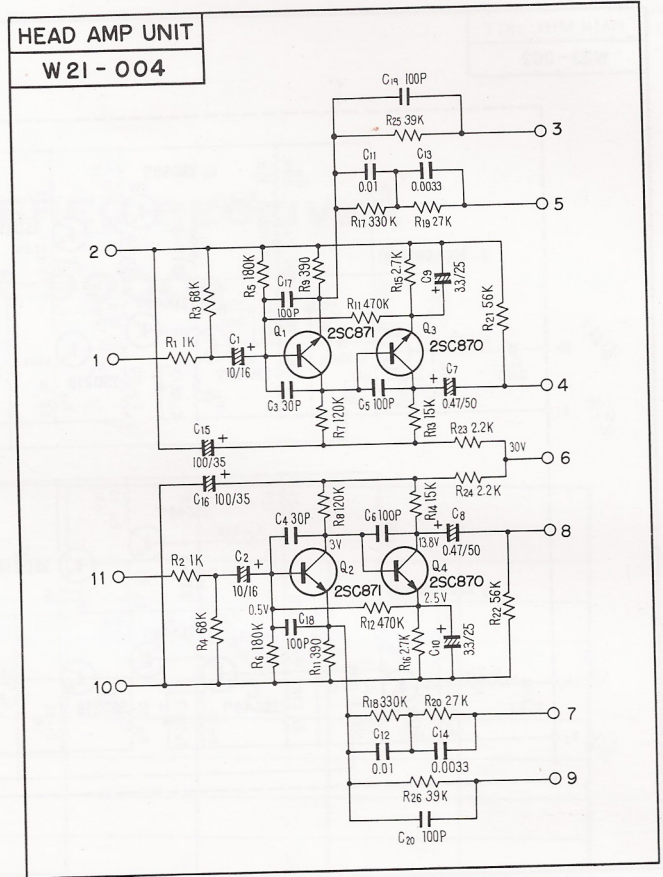 HEAD AMP UNIT
W21-004
C19 100P
R25 39K
3
C11
0.01
C13
0.0033
R17 330K
R19 27K
5
2
R3 68K
R5 180K
C17
100P
R9 390
R15 2.7K
C9
33/25
+
R11 470K
R21 56K
Q1
2SC871
Q3
2SC870
1
R1 1K
C1
+
10/16
C3 30P
R7 120K
C5 100P
R13 15K
+
C7
0.47/50
4
C15
+
100/35
R23 2.2K
30V
6
+
C16 100/35
R24 2.2K
C4 30P
R8 120K
C6 100P
R14 15K
+
C8
0.47/50
8
3V
13.8V
11
R2 1K
C2
+
10/16
Q2
2SC871
Q4
2SC870
0.5V
2.5V
R4 68K
R6 180K
C18
100P
R11 390
R12 470K
R16 2.7K
+
C10
33/25
R22 56K
10
R18 330K
R20 27K
7
C12
0.01
C14
0.0033
R26 39K
9
C20 100P